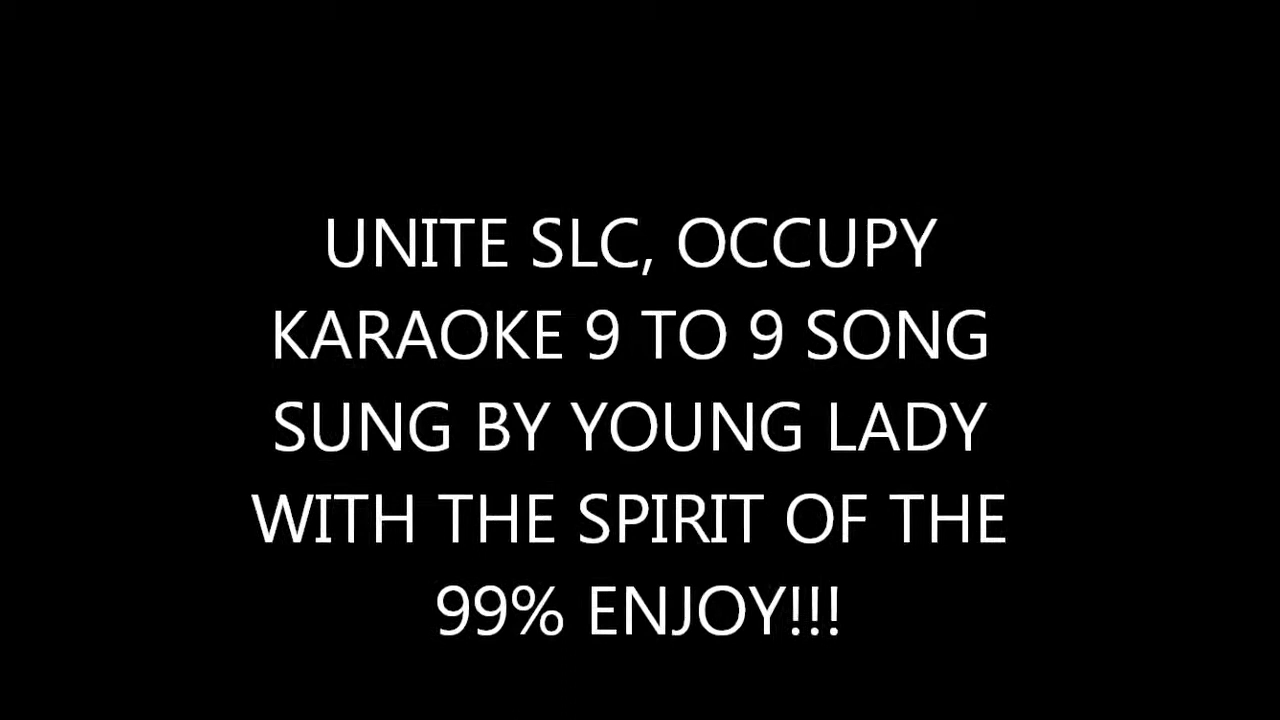 UNITE SLC, OCCUPY
KARAOKE 9 TO 9 SONG
SUNG BY YOUNG LADY
WITH THE SPIRIT OF THE
99% ENJOY!!!